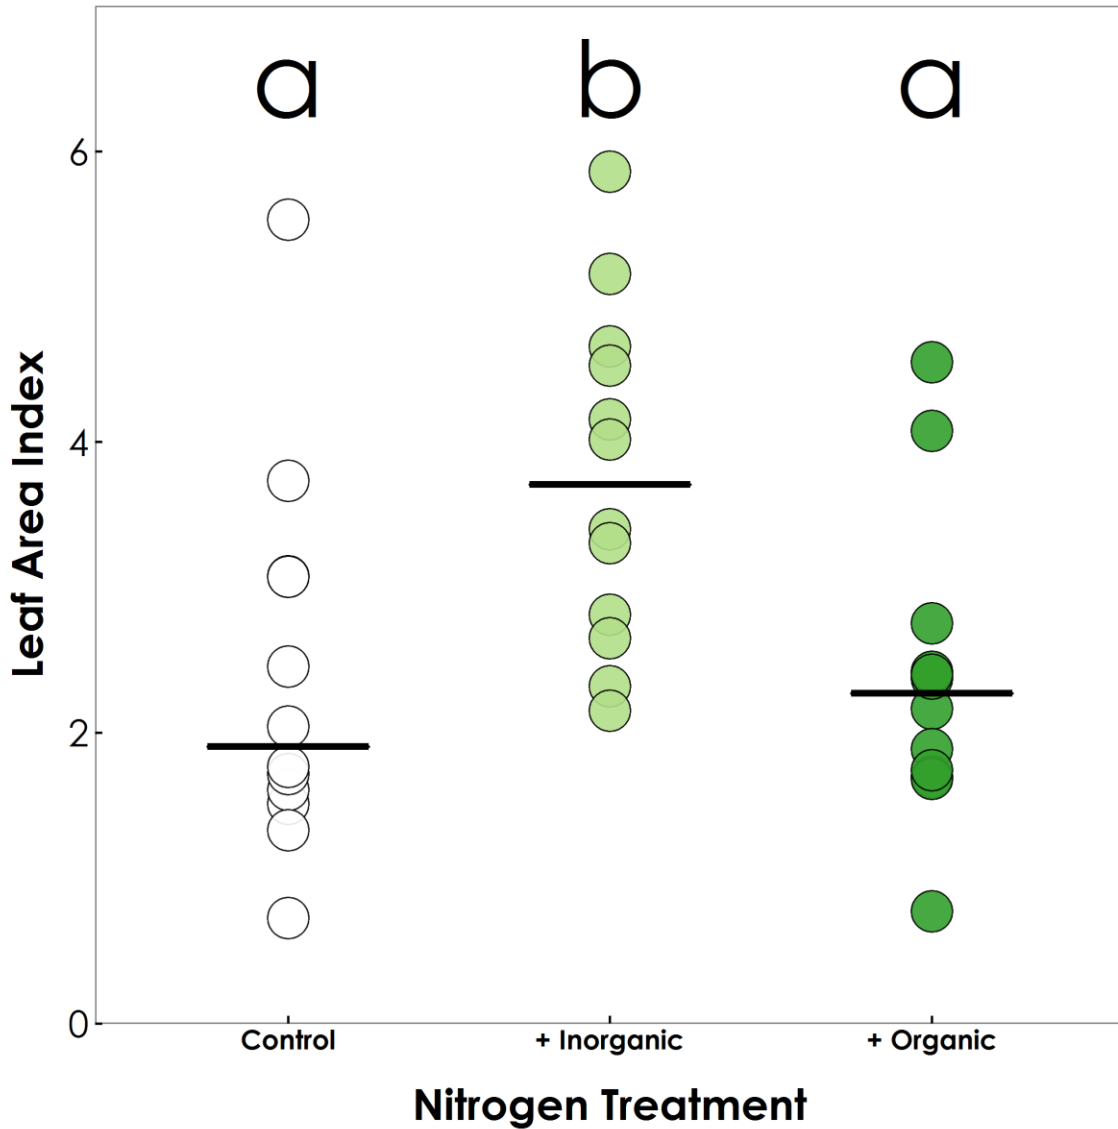 a b a
6
4
2
0
Leaf Area Index
Control + Inorganic + Organic
Nitrogen Treatment